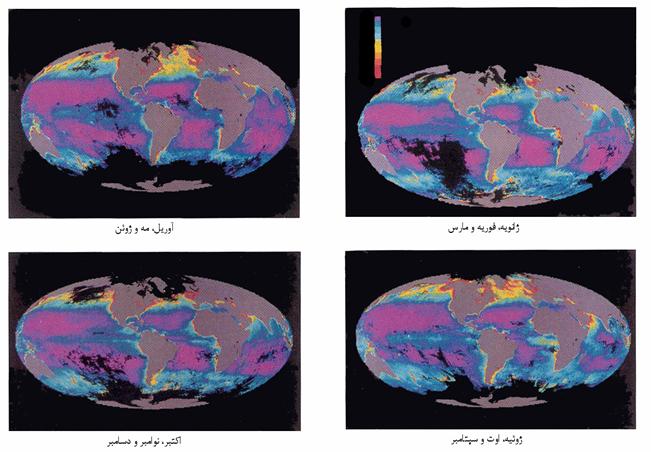 ژانویه، فوریه و مارس
آوریل، مه و ژوئن
ژوئیه، اوت و سپتامبر
اکتبر، نوامبر و دسامبر